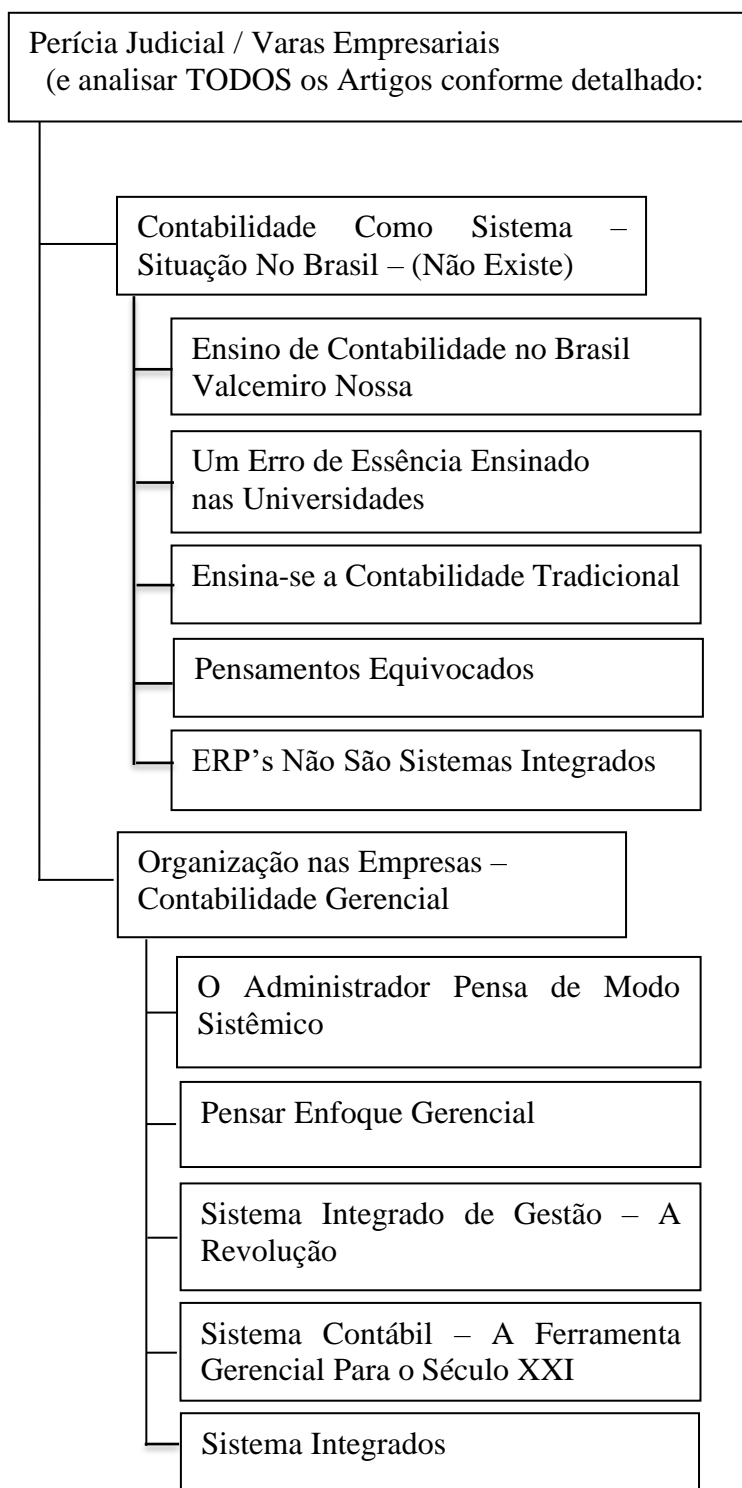 Perícia Judicial / Varas Empresariais
(e analisar TODOS os Artigos conforme detalhado:
Contabilidade Como Sistema –
Situação No Brasil – (Não Existe)
Ensino de Contabilidade no Brasil
Valcemiro Nossa
Um Erro de Essência Ensinado
nas Universidades
Ensina-se a Contabilidade Tradicional
Pensamentos Equivocados
ERP’s Não São Sistemas Integrados
Organização nas Empresas –
Contabilidade Gerencial
O Administrador Pensa de Modo
Sistêmico
Pensar Enfoque Gerencial
Sistema Integrado de Gestão – A
Revolução
Sistema Contábil – A Ferramenta
Gerencial Para o Século XXI
Sistema Integrados